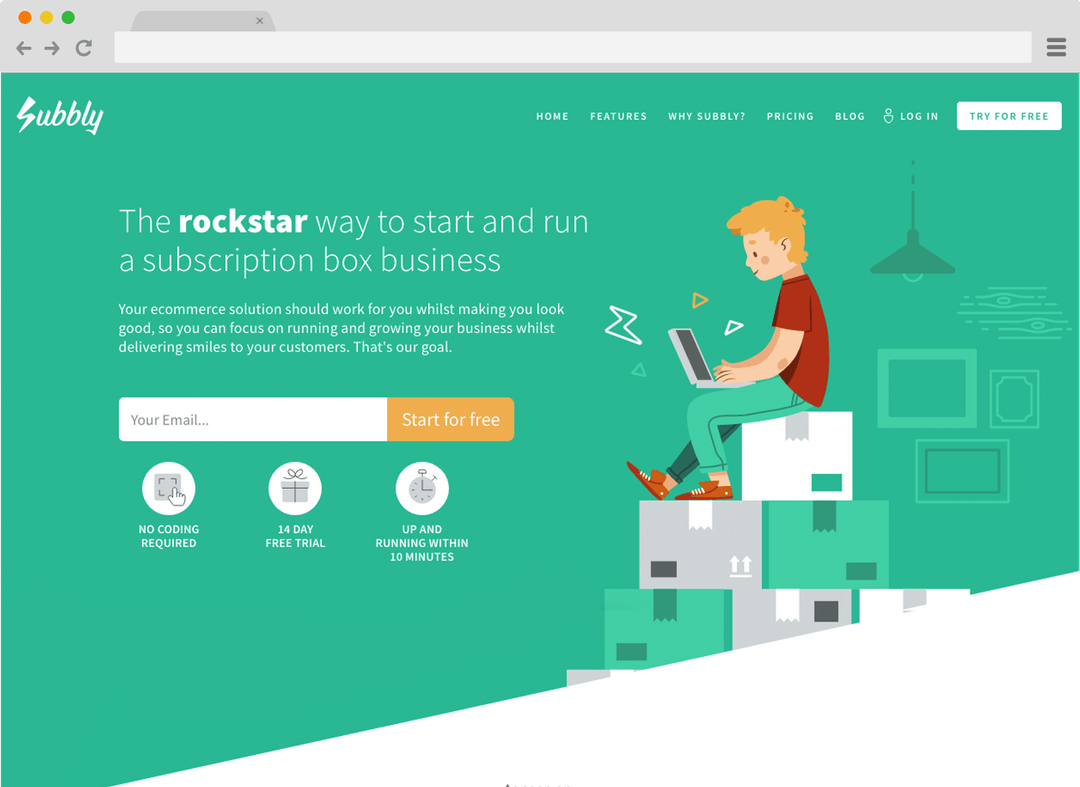 Subbly
HOME FEATURES WHY SUBBLY? PRICING BLOG LOG IN TRY FOR FREE
The rockstar way to start and run
a subscription box business
Your ecommerce solution should work for you whilst making you look
good, so you can focus on running and growing your business whilst
delivering smiles to your customers. That's our goal.
Your Email... Start for free
NO CODING
REQUIRED
14 DAY
FREE TRIAL
UP AND
RUNNING WITHIN
10 MINUTES